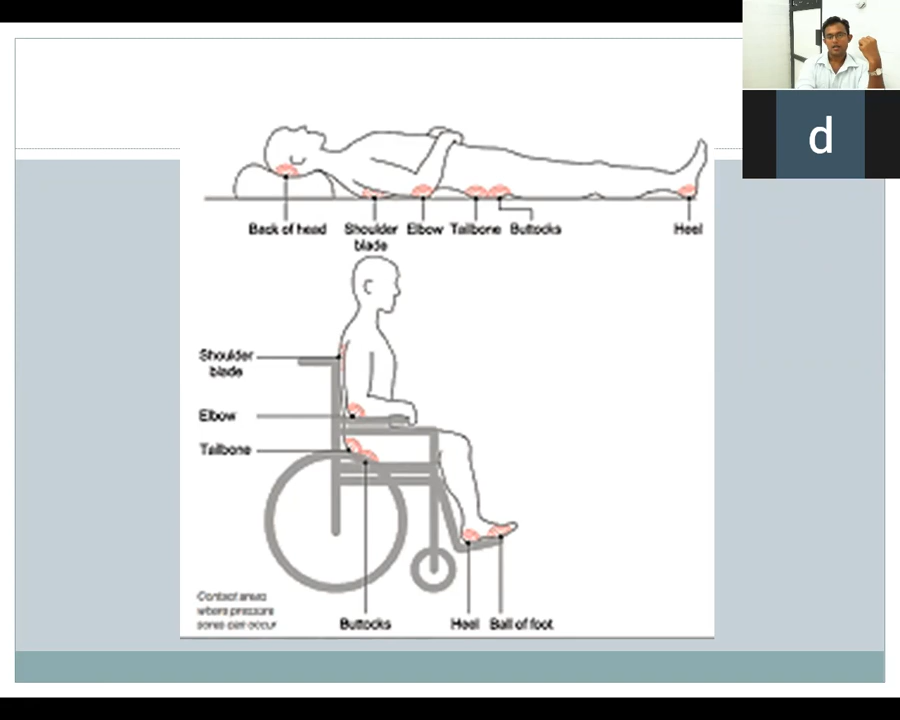 d
Back of head
Shoulder
blade
Elbow
Tailbone
Buttocks
Heel
Shoulder
blade
Elbow
Tailbone
Contact areas
where pressure
sores can occur
Buttocks
Heel
Ball of foot